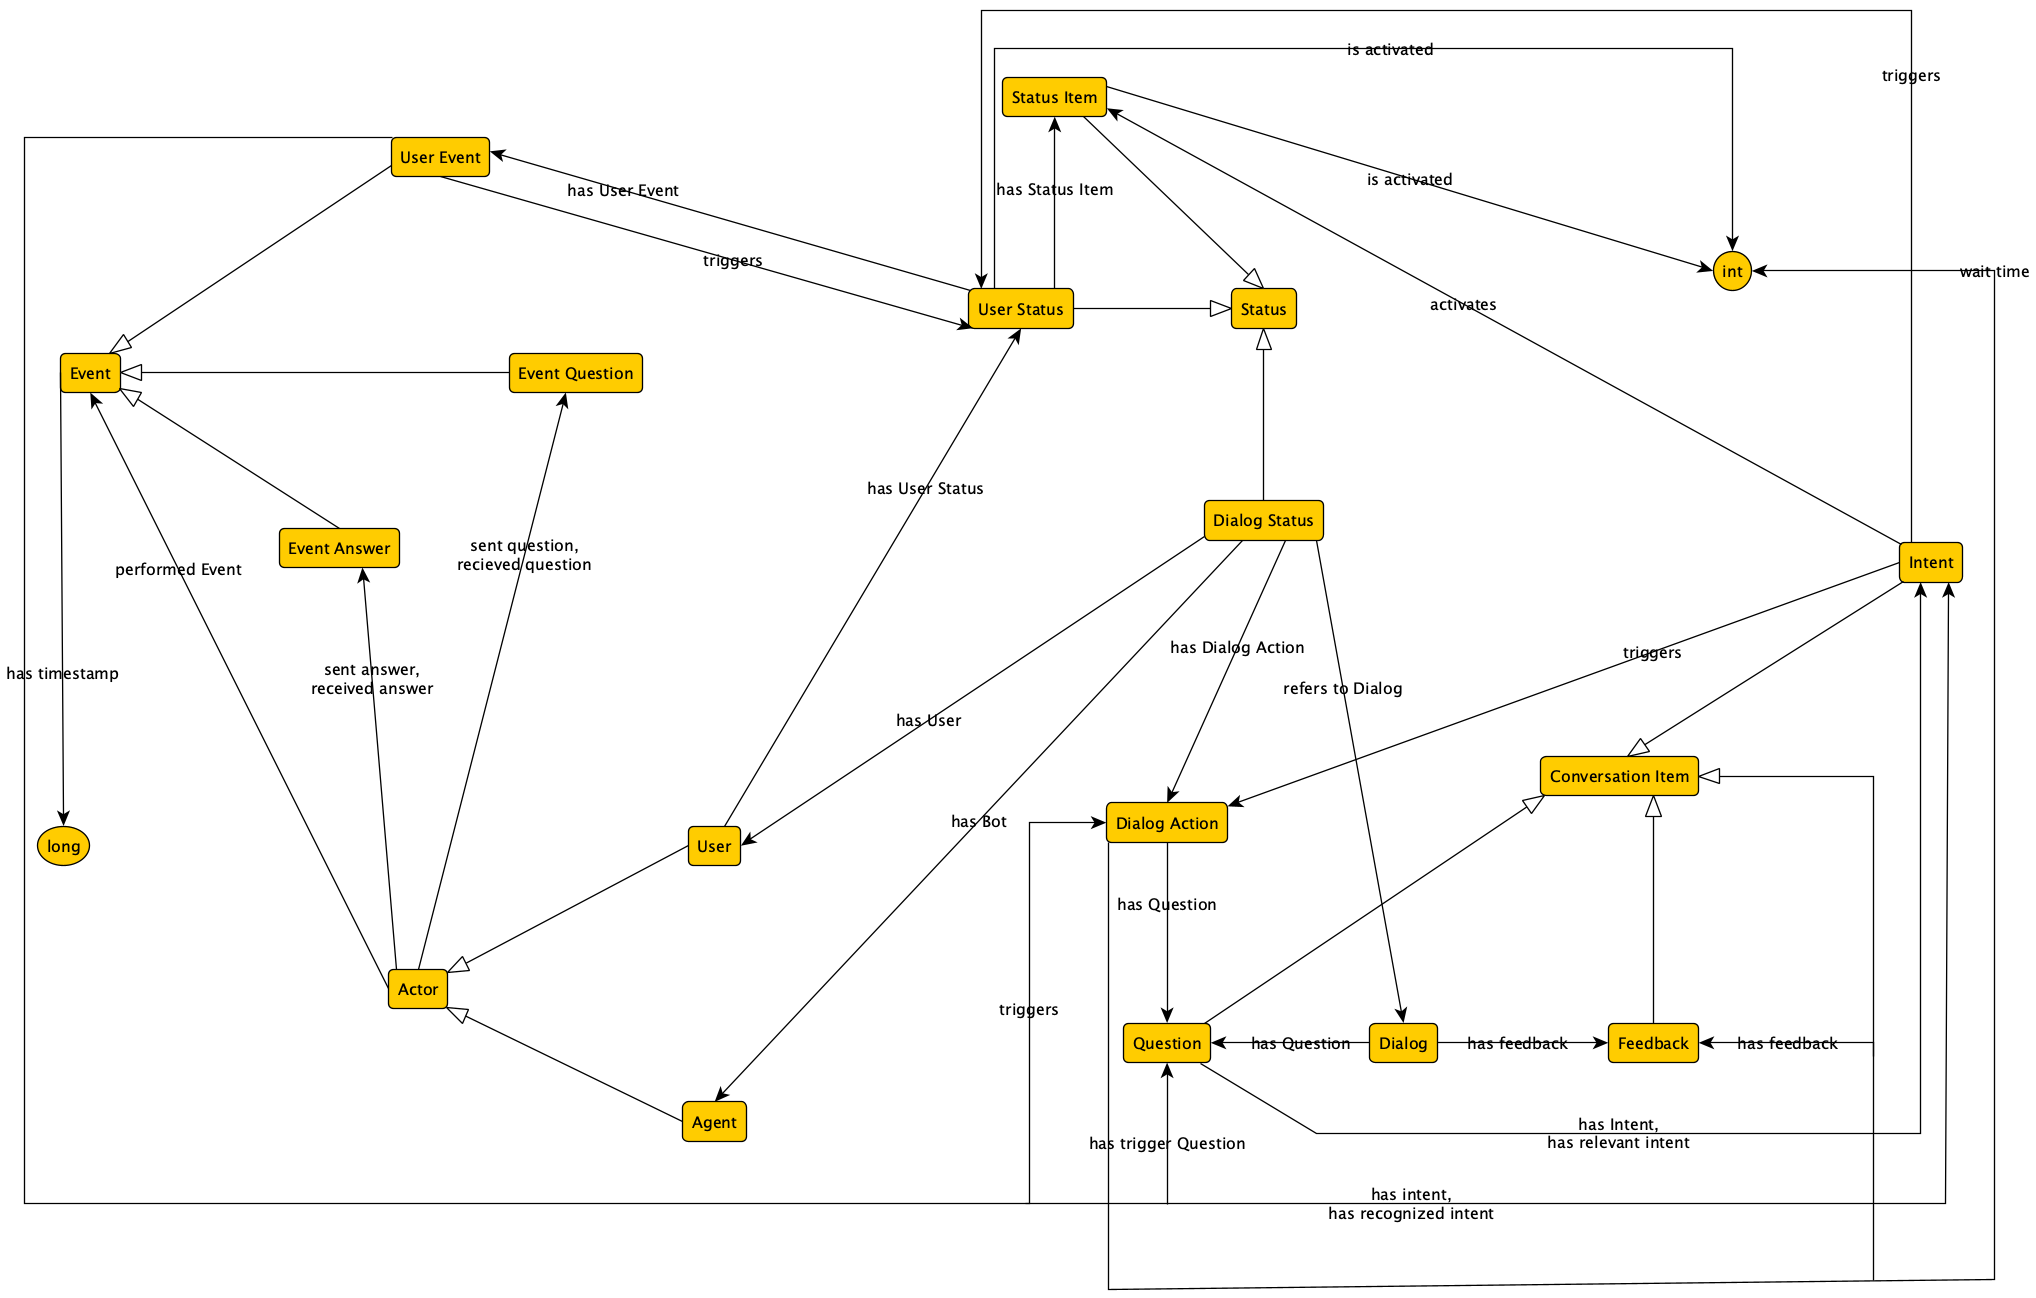 is activated
triggers
Status Item
User Event
is activated
has User Event
has Status Item
triggers
int
wait time
activates
User Status
Status
Event
Event Question
has User Status
Dialog Status
sent question,
recieved question
Event Answer
performed Event
Intent
has Dialog Action
triggers
has timestamp
sent answer,
received answer
refers to Dialog
has User
Conversation Item
has Bot
Dialog Action
long
User
has Question
Actor
triggers
Question
has Question
Dialog
has feedback
Feedback
has feedback
Agent
has trigger Question
has Intent,
has relevant intent
has intent,
has recognized intent